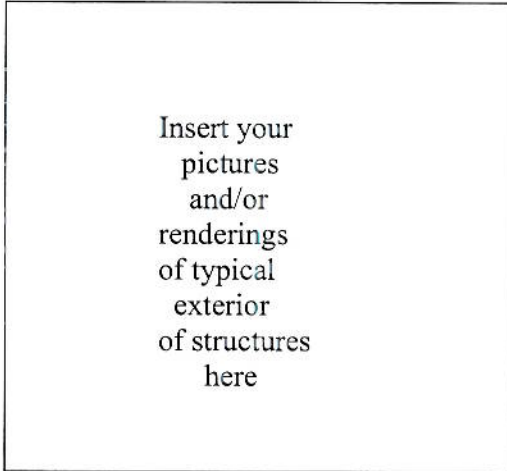 Insert your
pictures
and/or
renderings
of typical
exterior
of structures
here